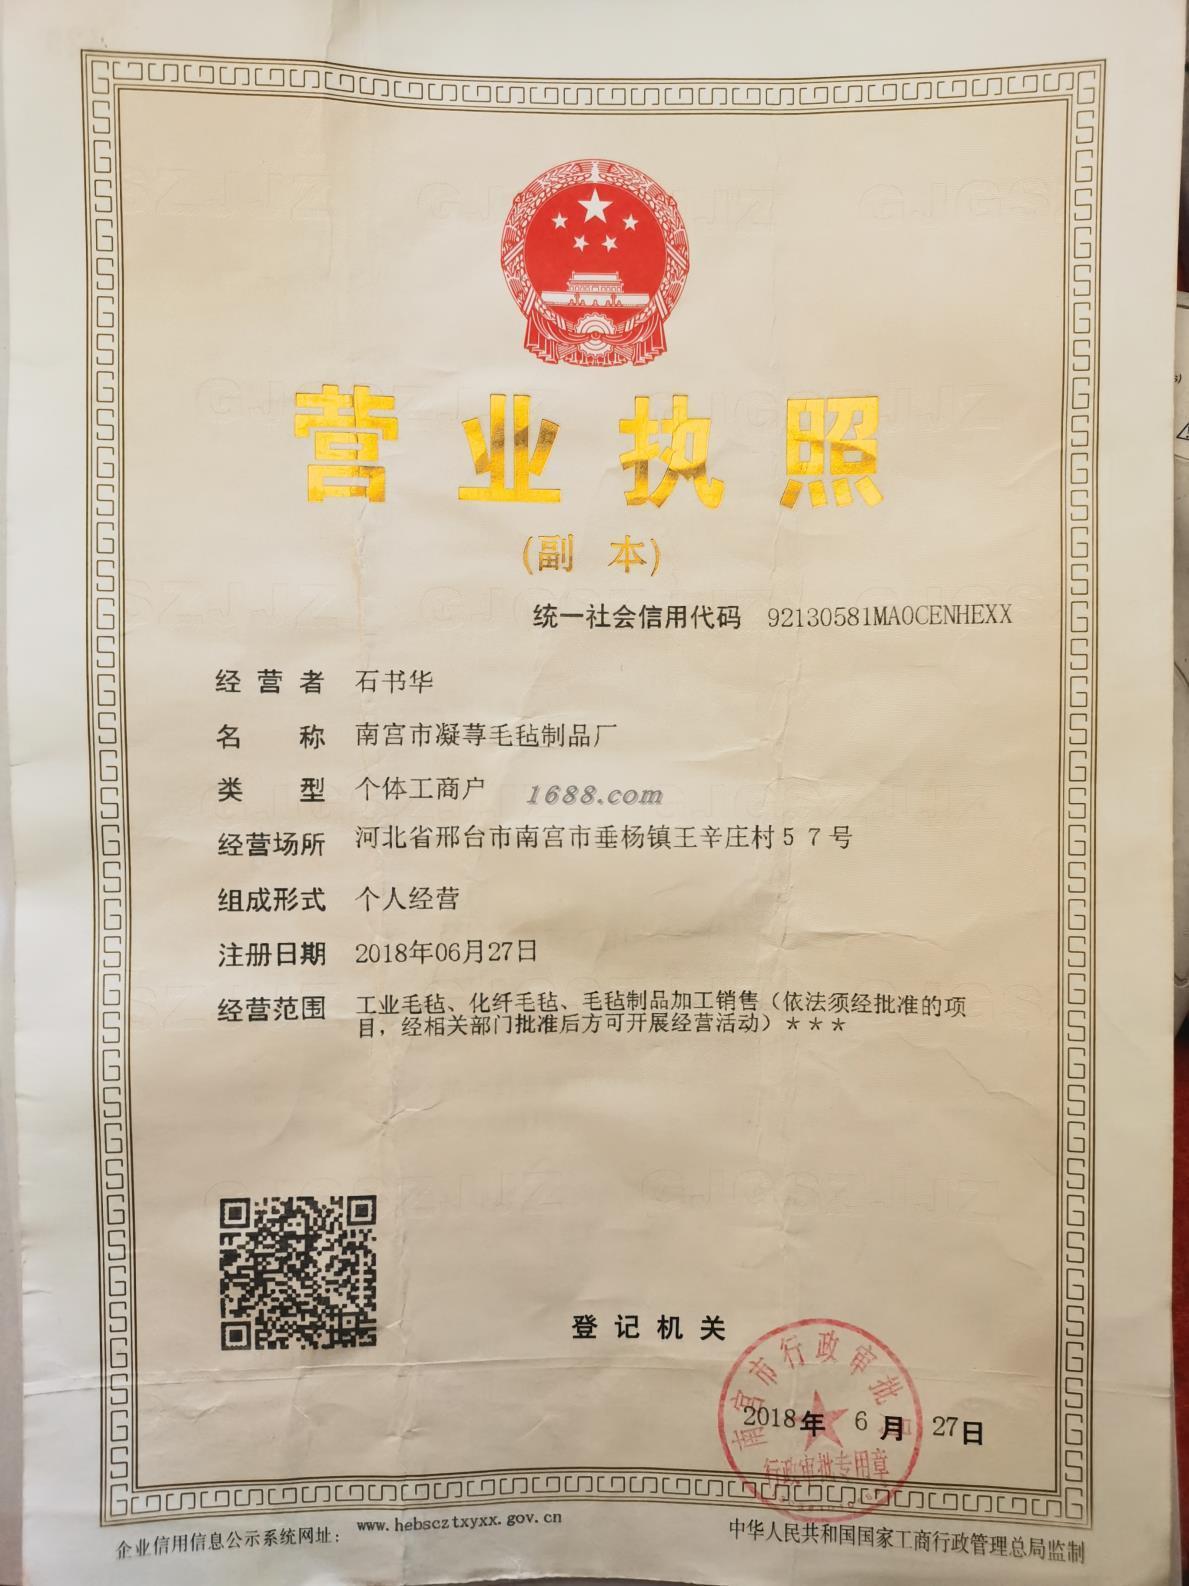 营业执照
(副 本)
统一社会信用代码 92130581MA0CENHEXX
经营者 石书华
名称 南宫市凝荨毛毡制品厂
类型 个体工商户
1688.com
经营场所 河北省邢台市南宫市垂杨镇王辛庄村57号
组成形式 个人经营
注册日期 2018年06月27日
经营范围 工业毛毡、化纤毛毡、毛毡制品加工销售（依法须经批准的项
目，经相关部门批准后方可开展经营活动）＊＊＊
登记机关
南宫市行政审批局
2018年 6月 27日
行政审批专用章
企业信用信息公示系统网址： www.hebscztxyxx.gov.cn
中华人民共和国国家工商行政管理总局监制